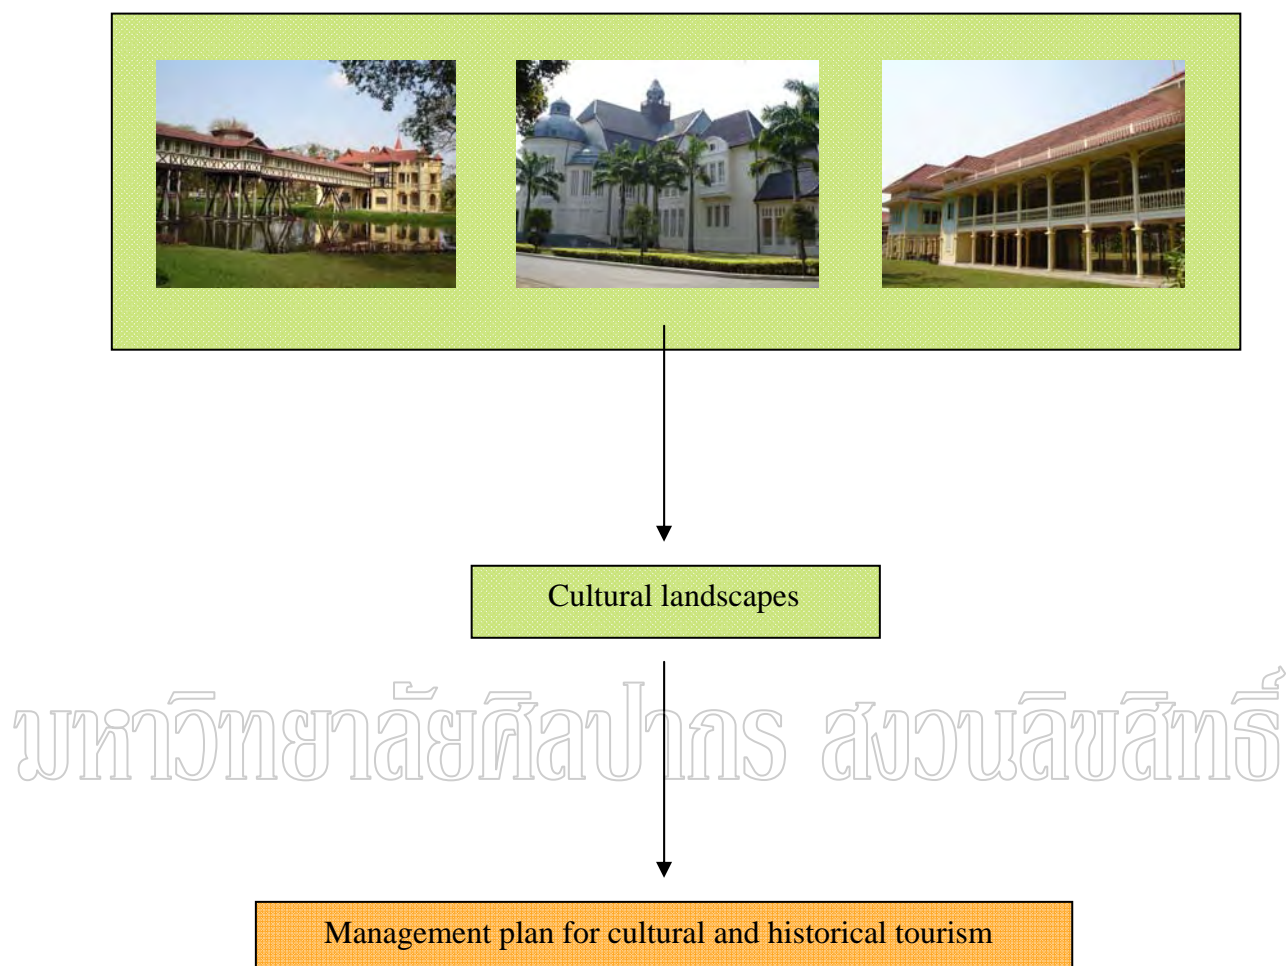 Cultural landscapes
มหาวิทยาลัยศิลปากร สงวนลิขสิทธิ์
Management plan for cultural and historical tourism